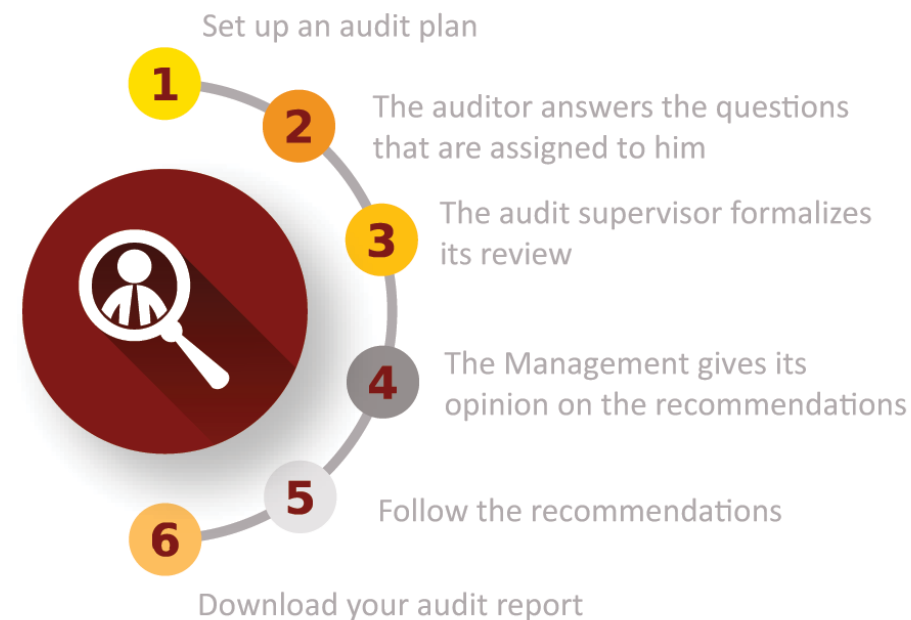 Set up an audit plan
1
2
The auditor answers the questions
that are assigned to him
3
The audit supervisor formalizes
its review
4
The Management gives its
opinion on the recommendations
5
Follow the recommendations
6
Download your audit report